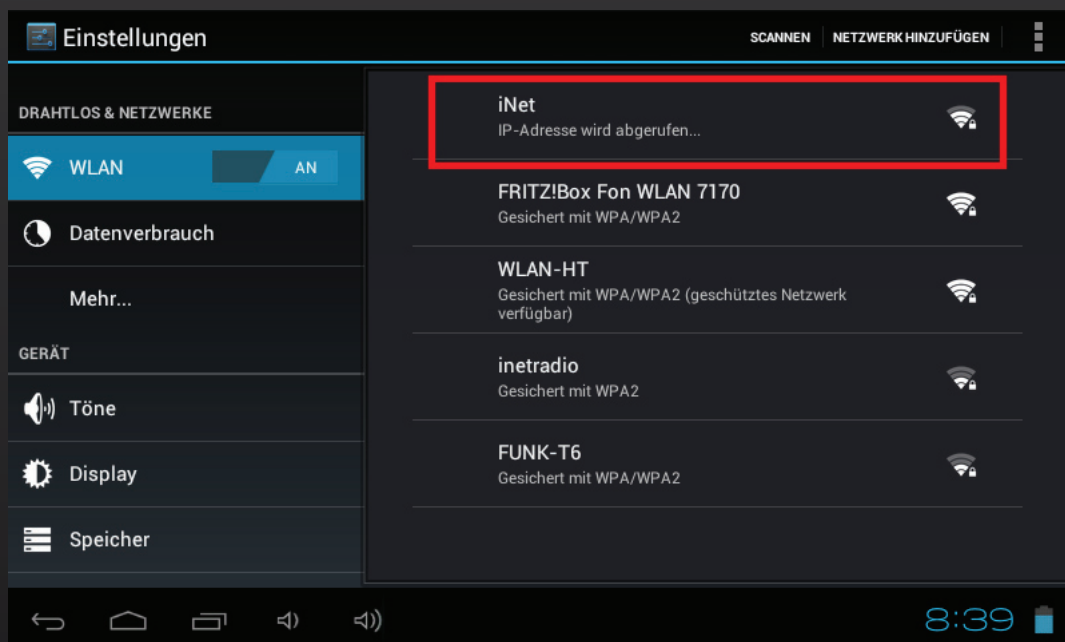 Einstellungen
SCANNEN
NETZWERK HINZUFÜGEN
DRAHTLOS & NETZWERKE
WLAN
AN
Datenverbrauch
Mehr...
GERÄT
Töne
Display
Speicher
iNet
IP-Adresse wird abgerufen...
FRITZ!Box Fon WLAN 7170
Gesichert mit WPA/WPA2
WLAN-HT
Gesichert mit WPA/WPA2 (geschütztes Netzwerk
verfügbar)
inetradio
Gesichert mit WPA2
FUNK-T6
Gesichert mit WPA/WPA2
8:39